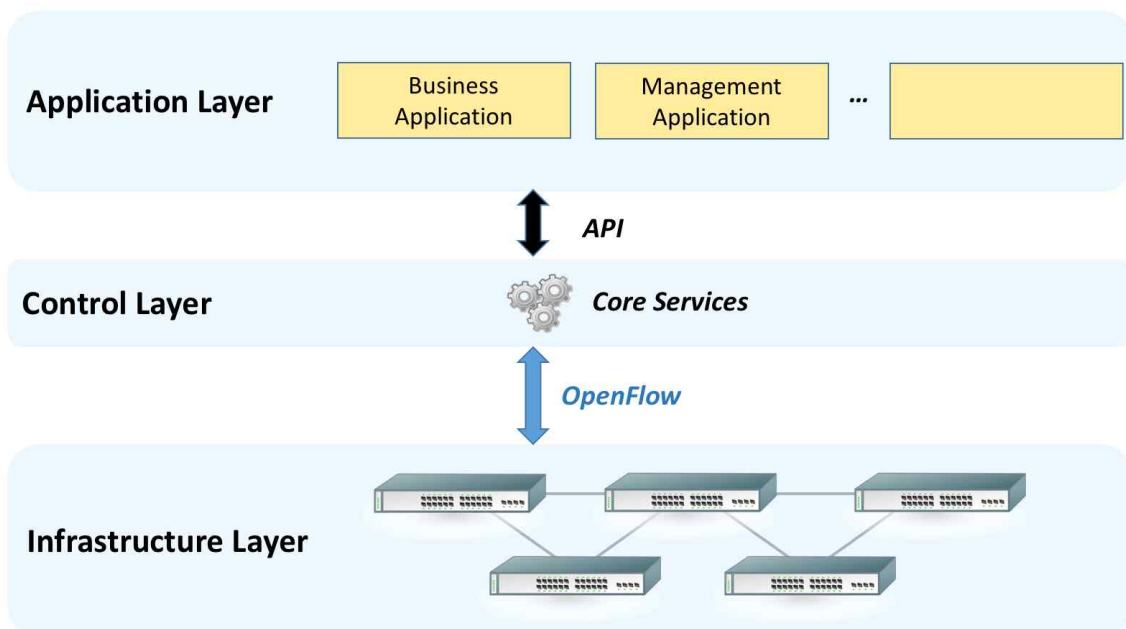 Application Layer
Business
Application
Management
Application
...
API
Control Layer
Core Services
OpenFlow
Infrastructure Layer